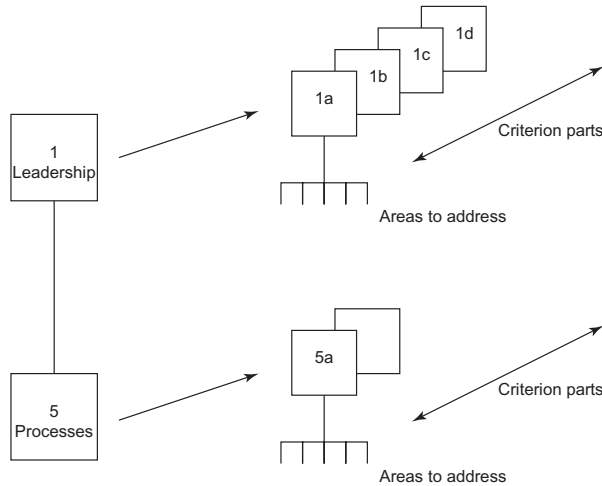 1d
1c
1b
1a
1
Leadership
Criterion parts
Areas to address
5a
5
Processes
Criterion parts
Areas to address